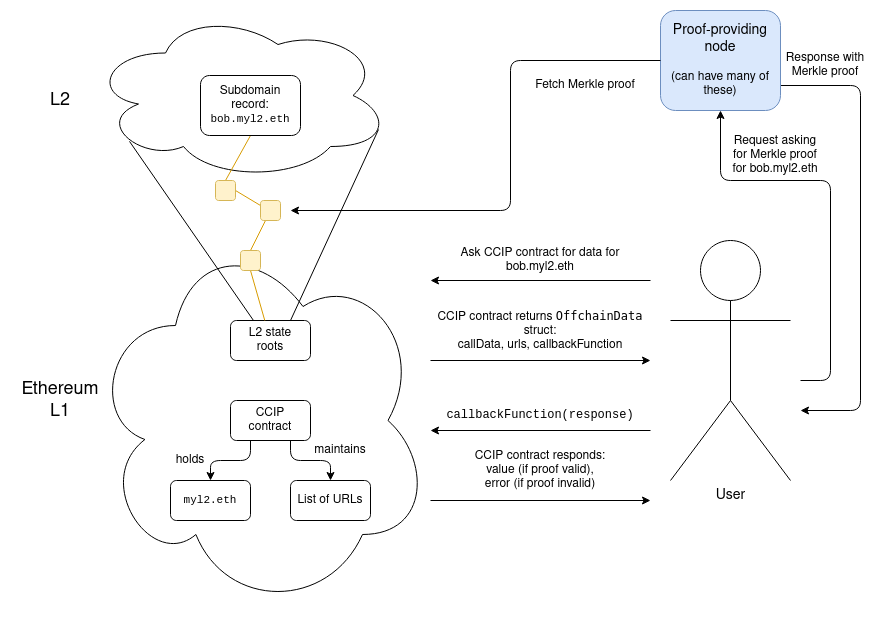 Proof-providing
node
(can have many of
these)
Response with
Merkle proof
Fetch Merkle proof
L2
Subdomain
record:
bob.myl2.eth
Request asking
for Merkle proof
for bob.myl2.eth
Ask CCIP contract for data for
bob.myl2.eth
CCIP contract returns OffchainData
struct:
callData, urls, callbackFunction
L2 state
roots
Ethereum
L1
CCIP
contract
callbackFunction(response)
holds
maintains
CCIP contract responds:
value (if proof valid),
error (if proof invalid)
myl2.eth
List of URLs
User